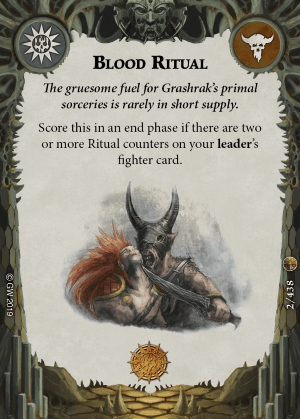 Blood Ritual
The gruesome fuel for Grashrak's primal
sorceries is rarely in short supply.
Score this in an end phase if there are two
or more Ritual counters on your leader's
fighter card.
© GW 2019
2/438